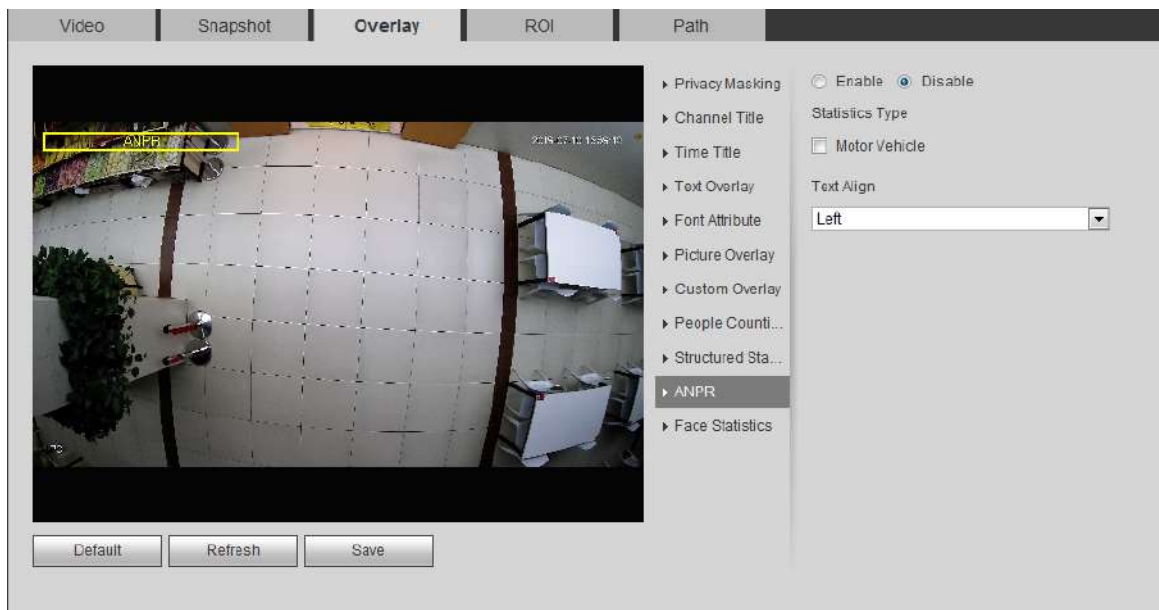 Video Snapshot Overlay ROI Path
Privacy Masking
Channel Title
Time Title
Text Overlay
Font Attribute
Picture Overlay
Custom Overlay
People Counti...
Structured Sta...
ANPR
Face Statistics
Enable Disable
Statistics Type
Motor Vehicle
Text Align
Left
ANPR
Default Refresh Save